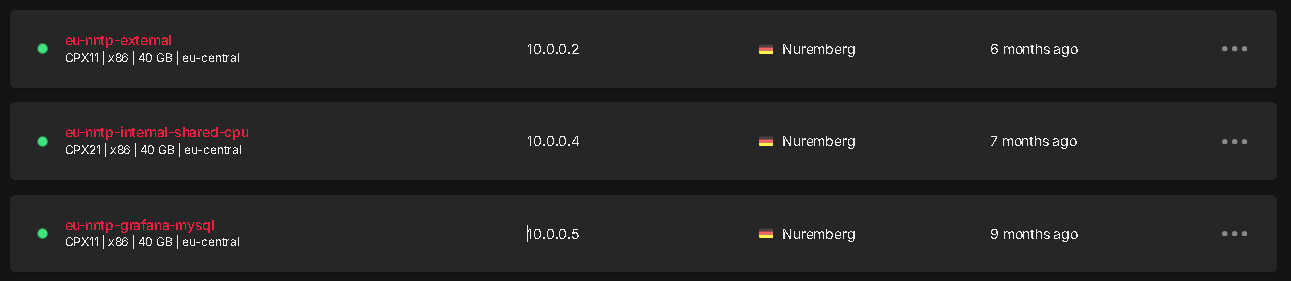 eu-nntp-external
CPX11 | x86 | 40 GB | eu-central
10.0.0.2
Nuremberg
6 months ago
eu-nntp-internal-shared-cpu
CPX21 | x86 | 40 GB | eu-central
10.0.0.4
Nuremberg
7 months ago
eu-nntp-grafana-mysql
CPX11 | x86 | 40 GB | eu-central
10.0.0.5
Nuremberg
9 months ago